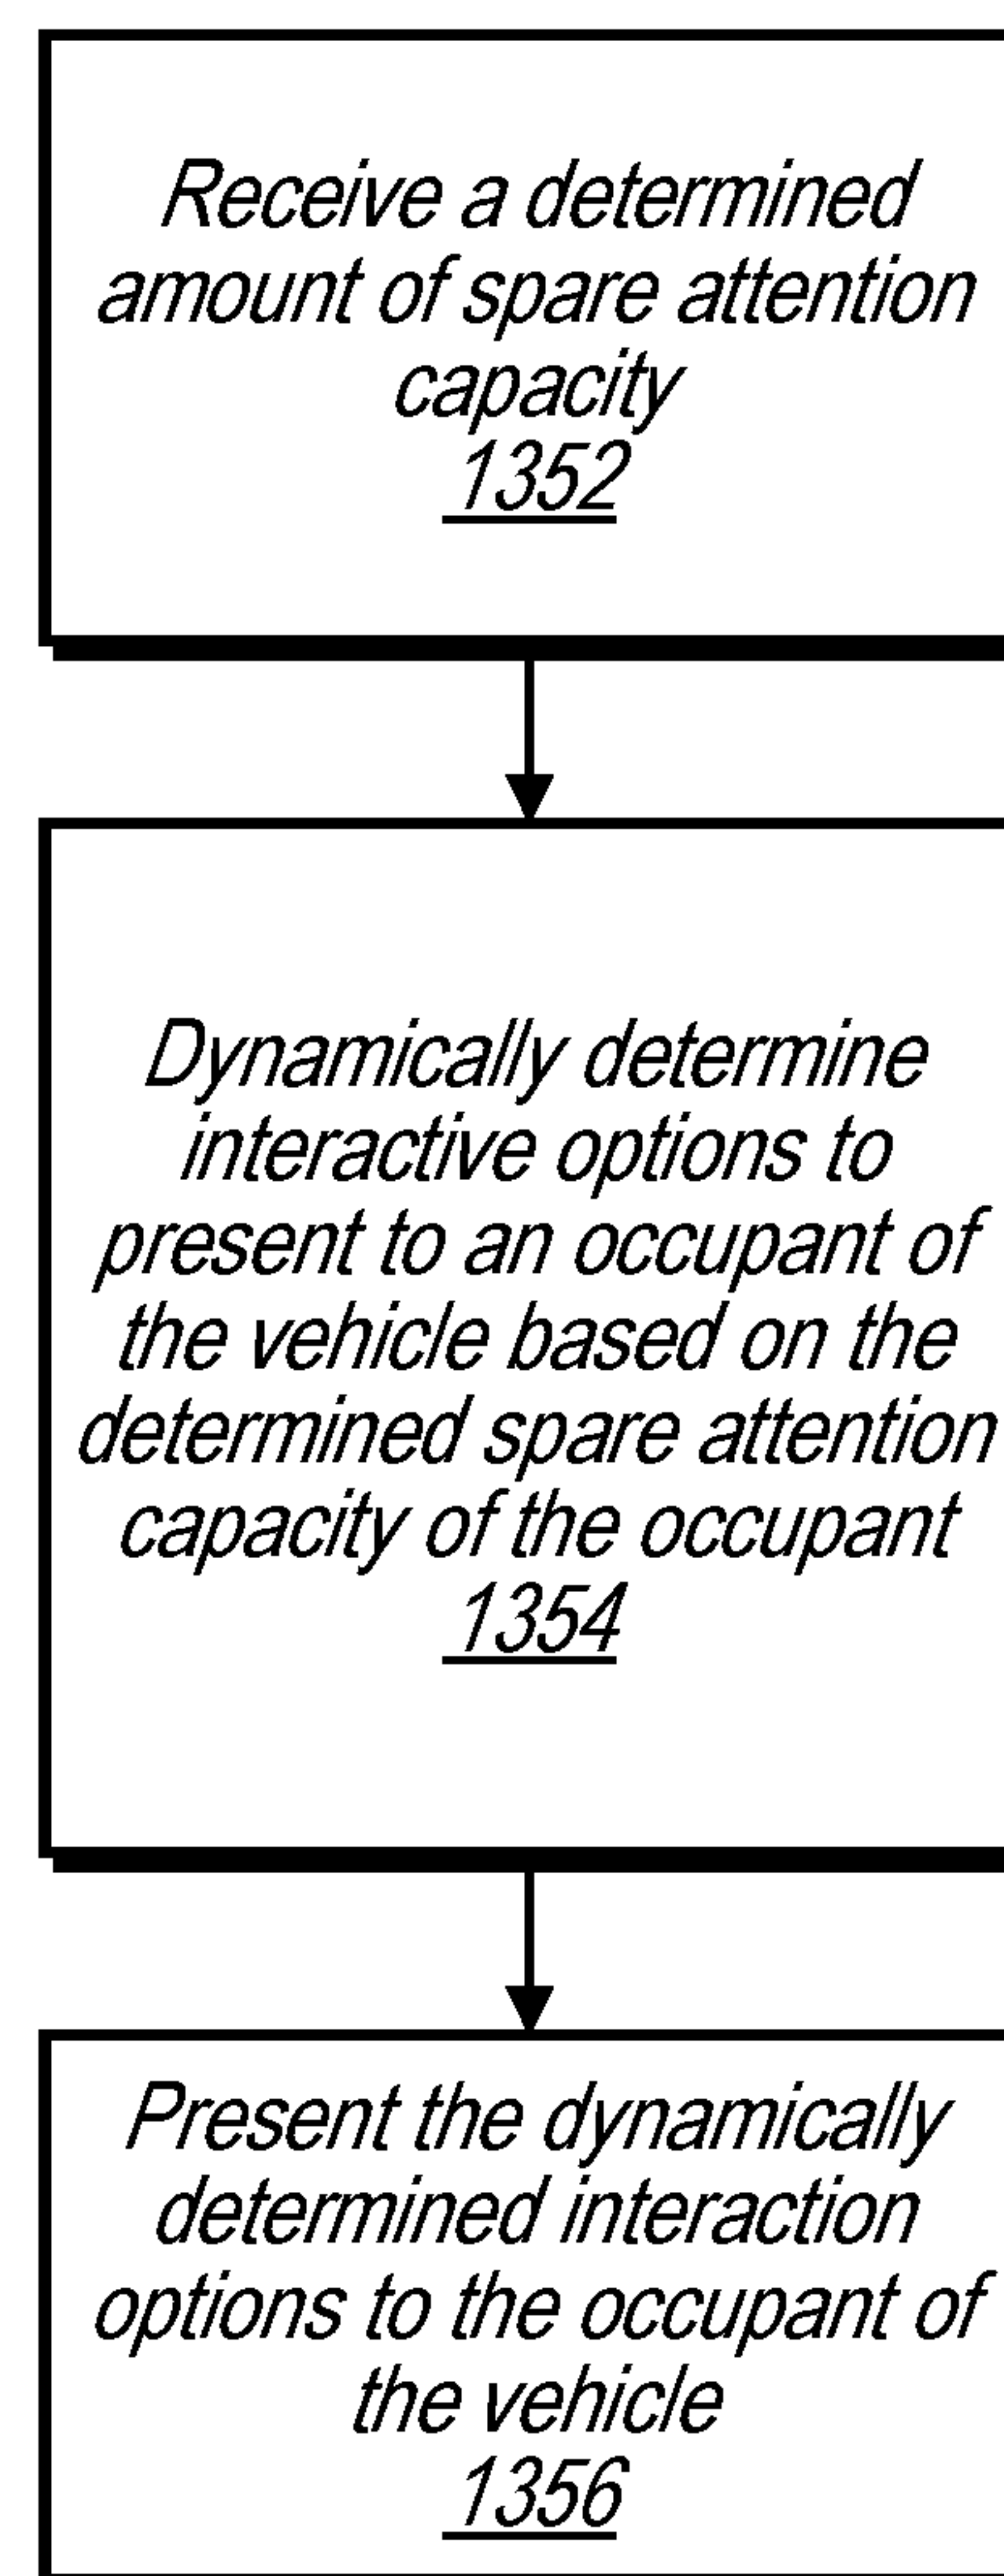 Receive a determined
amount of spare attention
capacity
1352
Dynamically determine
interactive options to
present to an occupant of
the vehicle based on the
determined spare attention
capacity of the occupant
1354
Present the dynamically
determined interaction
options to the occupant of
the vehicle
1356